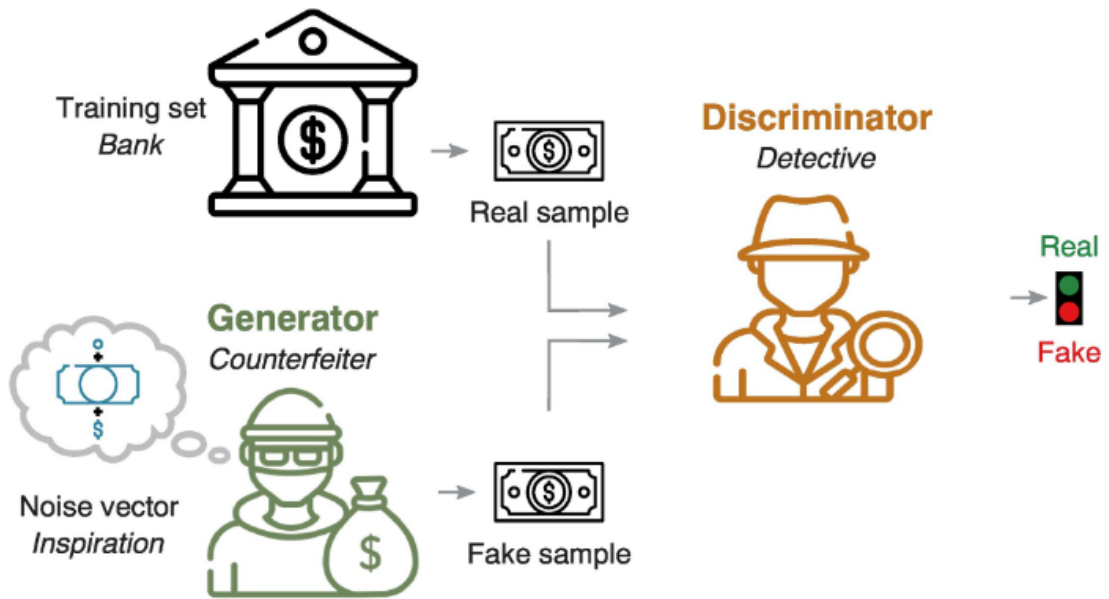 Training set
Bank
$
$
Real sample
Discriminator
Detective
Real
Fake
Generator
Counterfeiter
$
Noise vector
Inspiration
$
$
Fake sample